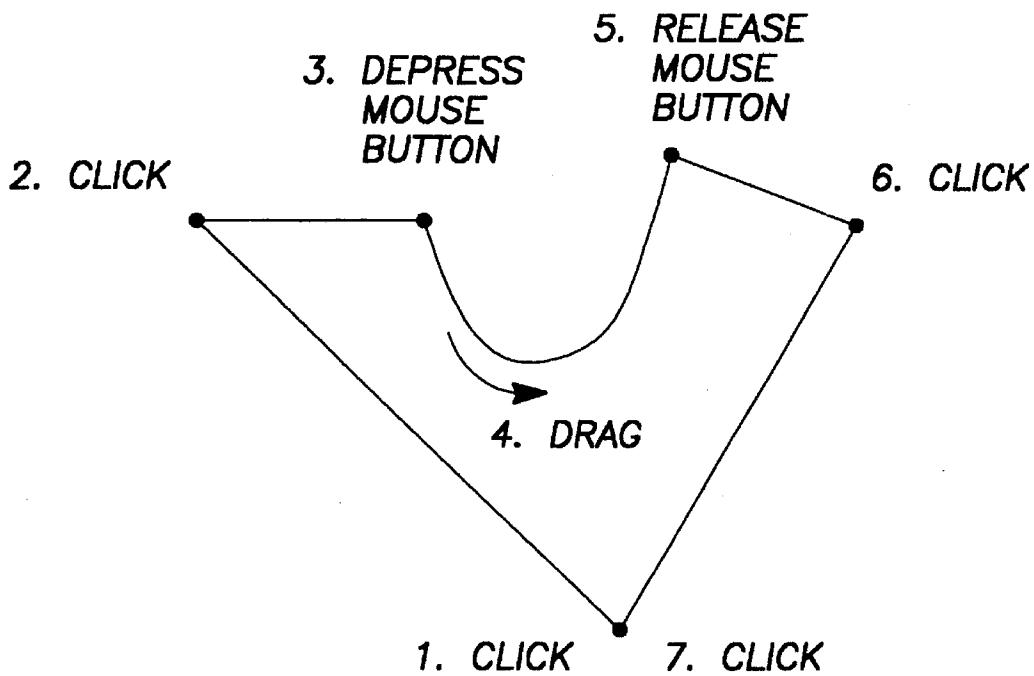 5. RELEASE
MOUSE
BUTTON
3. DEPRESS
MOUSE
BUTTON
2. CLICK
6. CLICK
4. DRAG
1. CLICK
7. CLICK